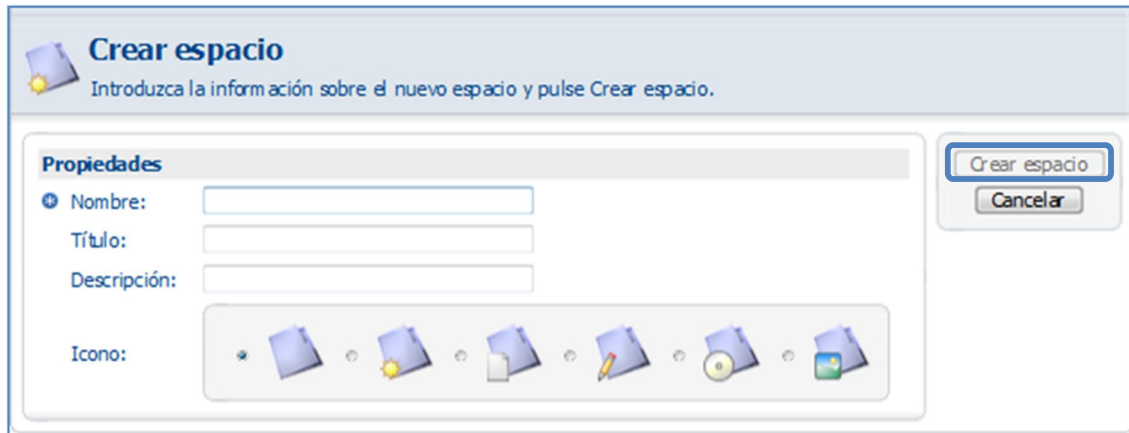 Crear espacio
Introduzca la información sobre el nuevo espacio y pulse Crear espacio.
Propiedades
Nombre:
Título:
Descripción:
Icono:
Crear espacio
Cancelar